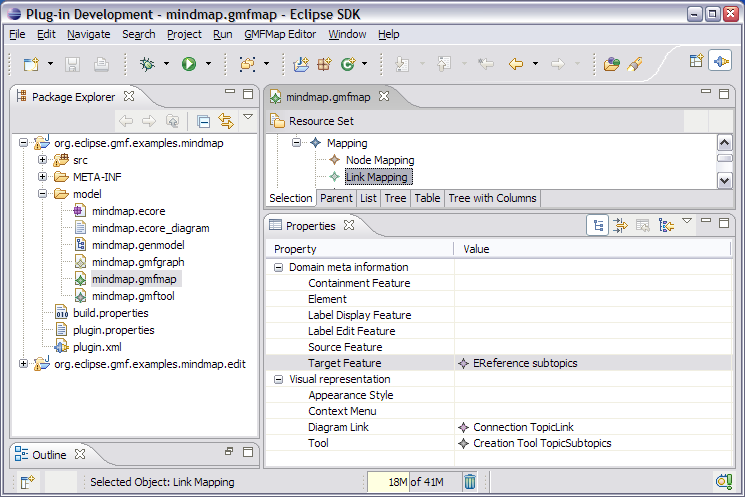 Plug-in Development - mindmap.gmfmap - Eclipse SDK
File Edit Navigate Search Project Run GMFMap Editor Window Help
Package Explorer
org.eclipse.gmf.examples.mindmap
src
META-INF
model
mindmap.ecore
mindmap.ecore_diagram
mindmap.genmodel
mindmap.gmfgraph
mindmap.gmfmap
mindmap.gmftool
build.properties
plugin.properties
plugin.xml
org.eclipse.gmf.examples.mindmap.edit
Outline
mindmap.gmfmap
Resource Set
Mapping
Node Mapping
Link Mapping
Selection Parent List Tree Table Tree with Columns
Properties
Property Value
Domain meta information
Containment Feature
Element
Label Display Feature
Label Edit Feature
Source Feature
Target Feature EReference subtopics
Visual representation
Appearance Style
Context Menu
Diagram Link Connection TopicLink
Tool Creation Tool TopicSubtopics
Selected Object: Link Mapping
18M of 41M